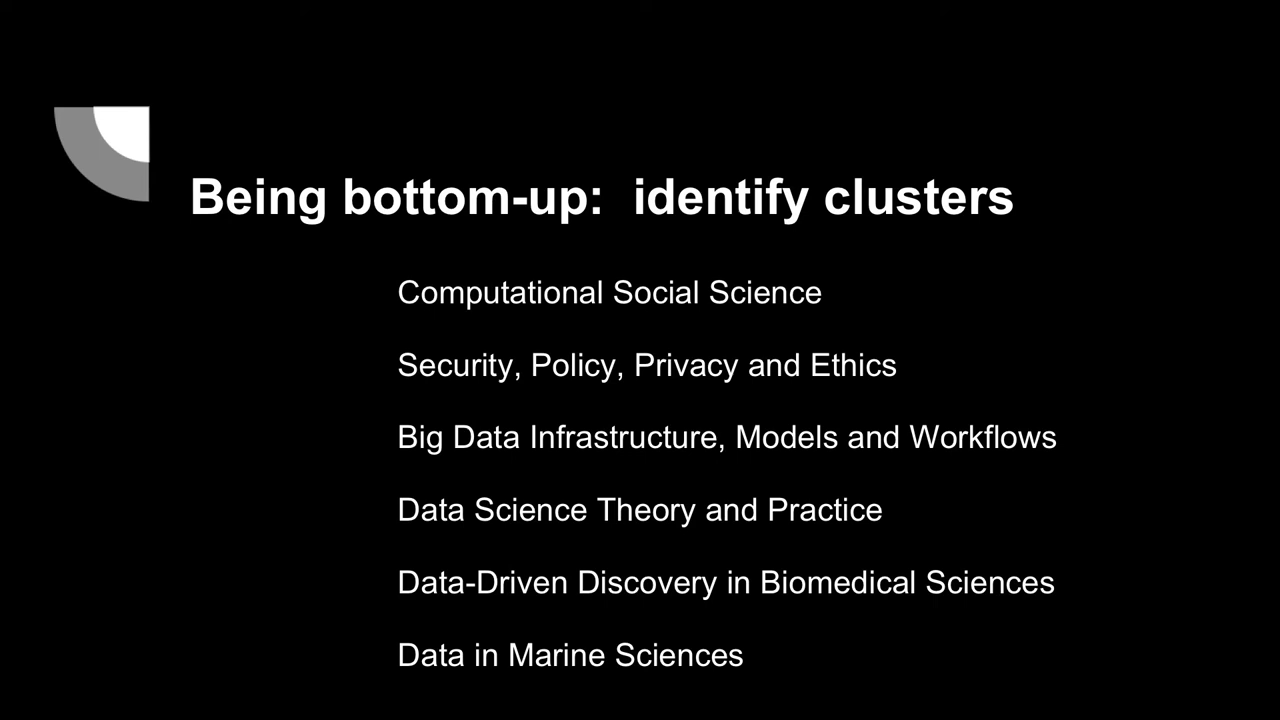 Being bottom-up:  identify clusters
Computational Social Science
Security, Policy, Privacy and Ethics
Big Data Infrastructure, Models and Workflows
Data Science Theory and Practice
Data-Driven Discovery in Biomedical Sciences
Data in Marine Sciences